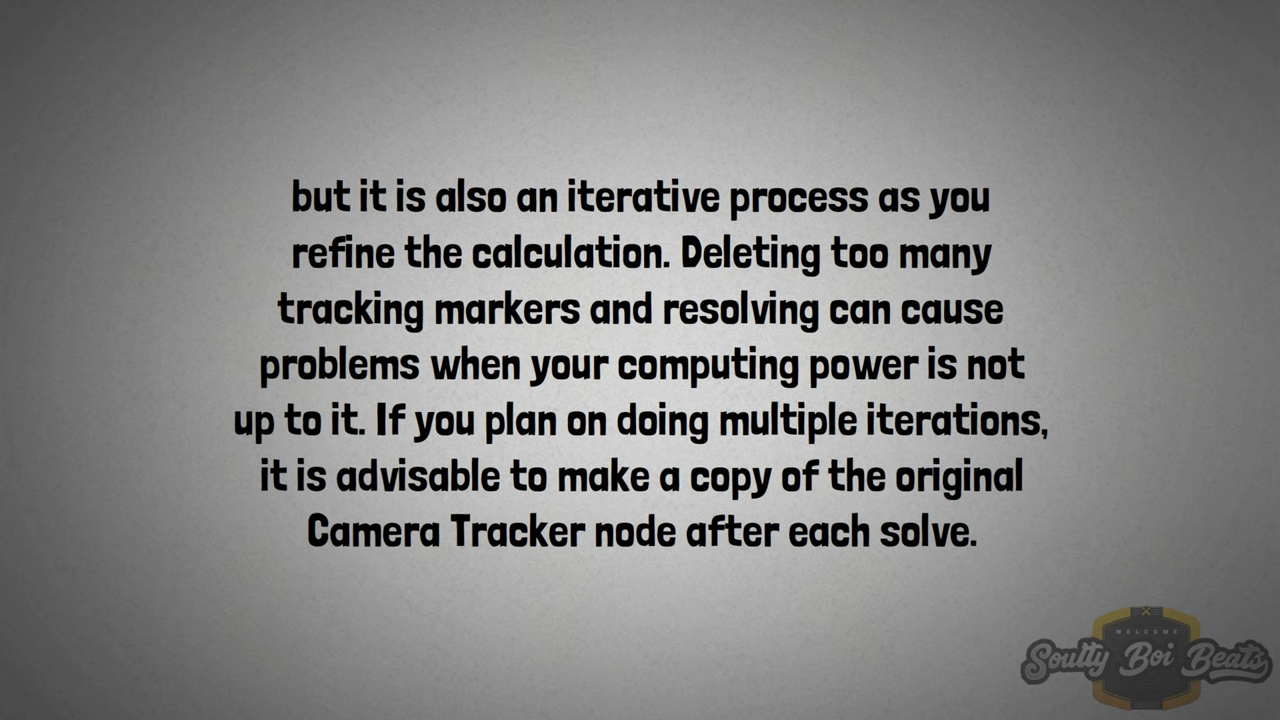 but it is also an iterative process as you
refine the calculation. Deleting too many
tracking markers and resolving can cause
problems when your computing power is not
up to it. If you plan on doing multiple iterations,
it is advisable to make a copy of the original
Camera Tracker node after each solve.
WELCOME
Soulty Boi Beats